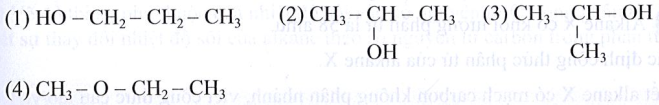 (1) HO – CH₂ – CH₂ – CH₃ (2) CH₃ – CH – CH₃ (3) CH₃ – CH – OH
OH CH₃
(4) CH₃ – O – CH₂ – CH₃